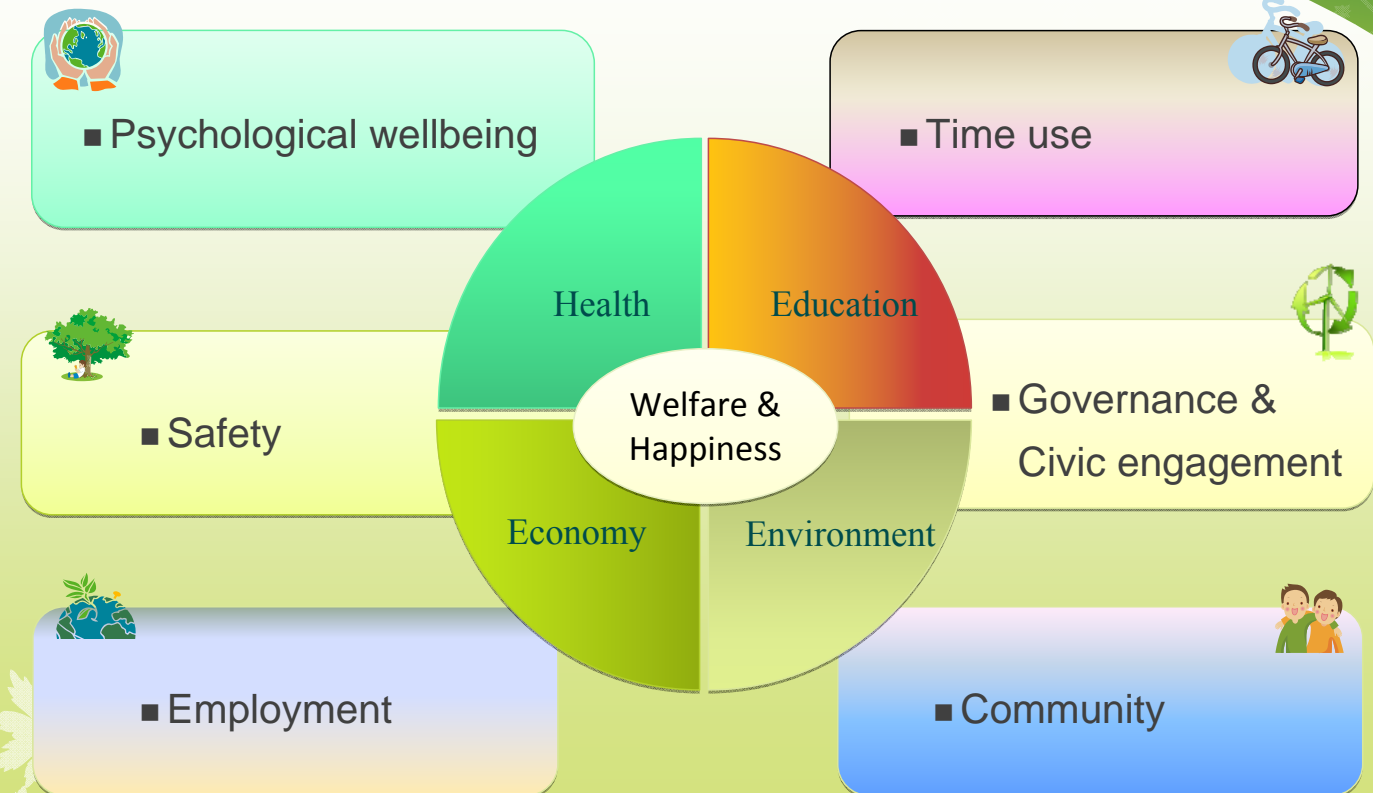 ■ Psychological wellbeing
■ Time use
Health
Education
■ Safety
Welfare &
Happiness
■ Governance &
Civic engagement
Economy
Environment
■ Employment
■ Community